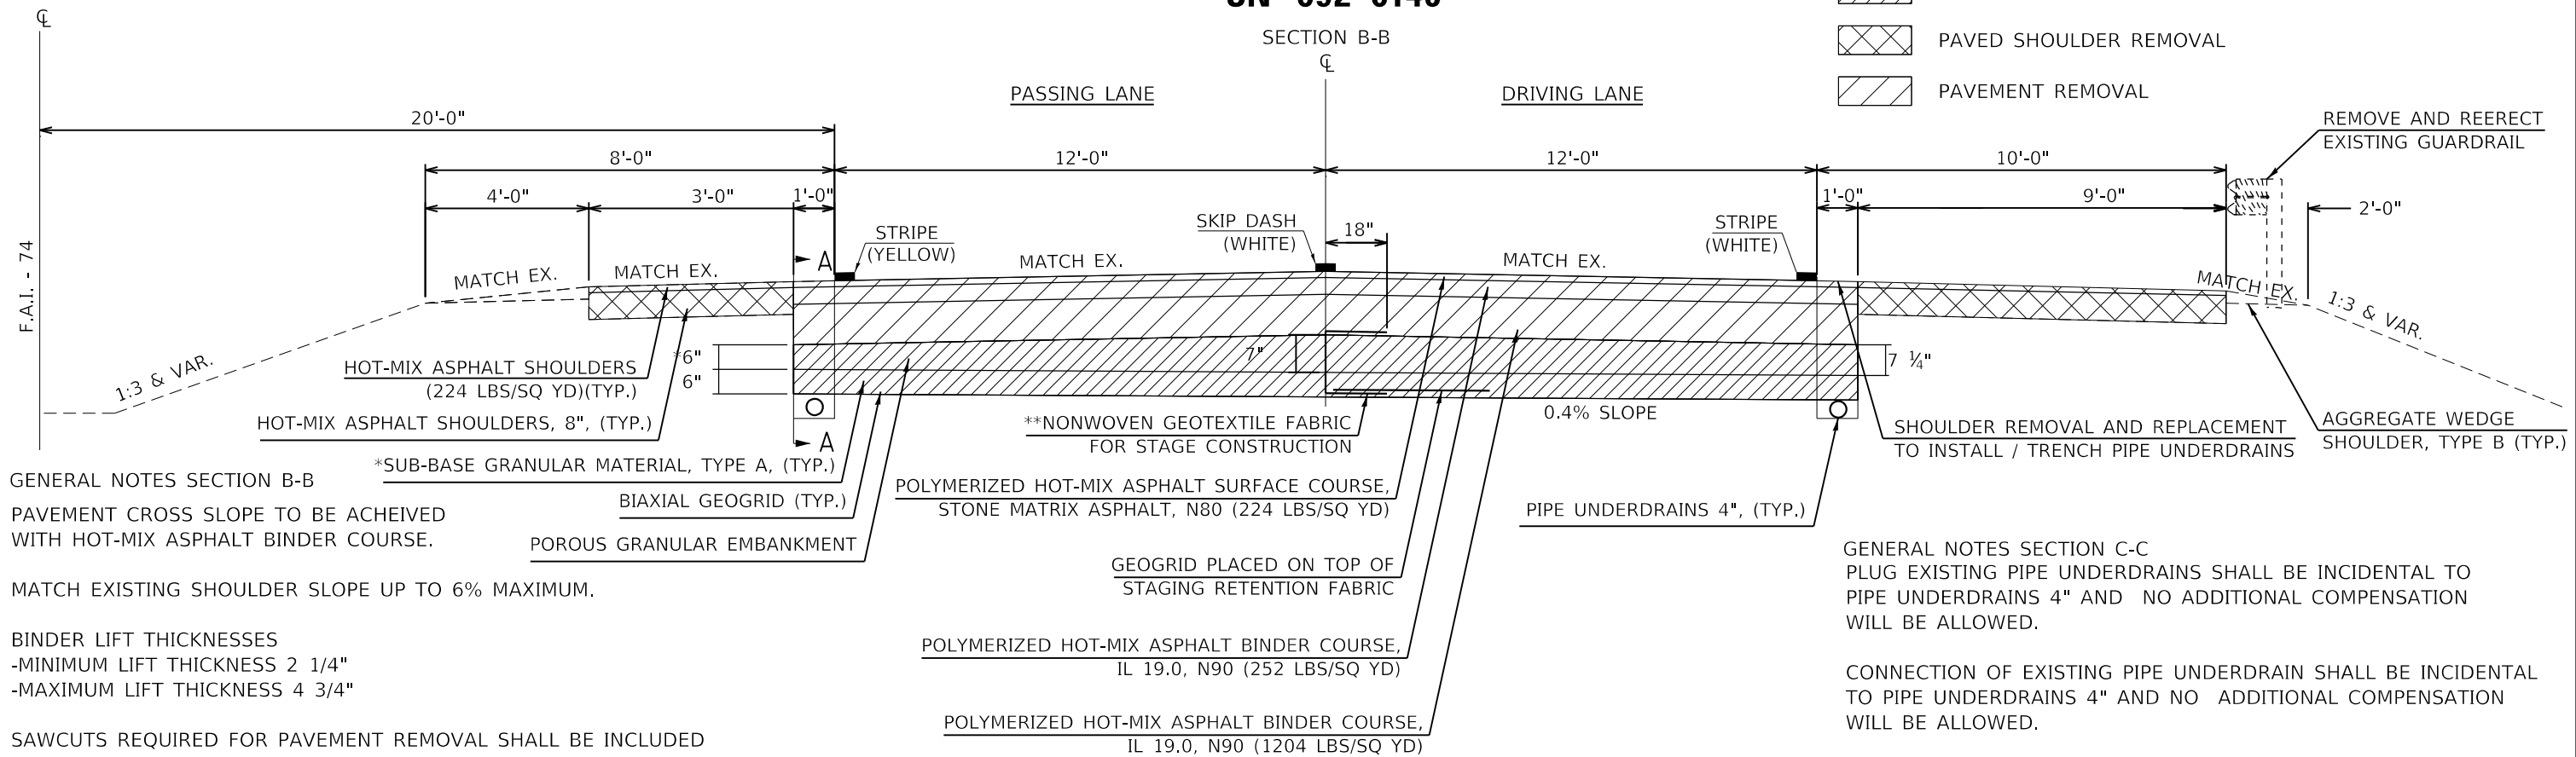 SECTION B-B
℄
℄
PAVED SHOULDER REMOVAL
PAVEMENT REMOVAL
PASSING LANE
DRIVING LANE
REMOVE AND REERECT
EXISTING GUARDRAIL
20'-0"
8'-0"
12'-0"
12'-0"
10'-0"
4'-0"
3'-0"
1'-0"
1'-0"
9'-0"
2'-0"
STRIPE
(YELLOW)
SKIP DASH
(WHITE)
18"
STRIPE
(WHITE)
A
MATCH EX.
MATCH EX.
MATCH EX.
MATCH EX.
MATCH EX.
F.A.I. - 74
1:3 & VAR.
1:3 & VAR.
*6"
6"
7"
7 ¼"
0.4% SLOPE
A
HOT-MIX ASPHALT SHOULDERS
(224 LBS/SQ YD)(TYP.)
HOT-MIX ASPHALT SHOULDERS, 8", (TYP.)
*SUB-BASE GRANULAR MATERIAL, TYPE A, (TYP.)
BIAXIAL GEOGRID (TYP.)
POROUS GRANULAR EMBANKMENT
**NONWOVEN GEOTEXTILE FABRIC
FOR STAGE CONSTRUCTION
POLYMERIZED HOT-MIX ASPHALT SURFACE COURSE,
STONE MATRIX ASPHALT, N80 (224 LBS/SQ YD)
GEOGRID PLACED ON TOP OF
STAGING RETENTION FABRIC
POLYMERIZED HOT-MIX ASPHALT BINDER COURSE,
IL 19.0, N90 (252 LBS/SQ YD)
POLYMERIZED HOT-MIX ASPHALT BINDER COURSE,
IL 19.0, N90 (1204 LBS/SQ YD)
PIPE UNDERDRAINS 4", (TYP.)
SHOULDER REMOVAL AND REPLACEMENT
TO INSTALL / TRENCH PIPE UNDERDRAINS
AGGREGATE WEDGE
SHOULDER, TYPE B (TYP.)
GENERAL NOTES SECTION B-B
PAVEMENT CROSS SLOPE TO BE ACHEIVED
WITH HOT-MIX ASPHALT BINDER COURSE.
MATCH EXISTING SHOULDER SLOPE UP TO 6% MAXIMUM.
BINDER LIFT THICKNESSES
-MINIMUM LIFT THICKNESS 2 1/4"
-MAXIMUM LIFT THICKNESS 4 3/4"
SAWCUTS REQUIRED FOR PAVEMENT REMOVAL SHALL BE INCLUDED
GENERAL NOTES SECTION C-C
PLUG EXISTING PIPE UNDERDRAINS SHALL BE INCIDENTAL TO
PIPE UNDERDRAINS 4" AND NO ADDITIONAL COMPENSATION
WILL BE ALLOWED.
CONNECTION OF EXISTING PIPE UNDERDRAIN SHALL BE INCIDENTAL
TO PIPE UNDERDRAINS 4" AND NO ADDITIONAL COMPENSATION
WILL BE ALLOWED.